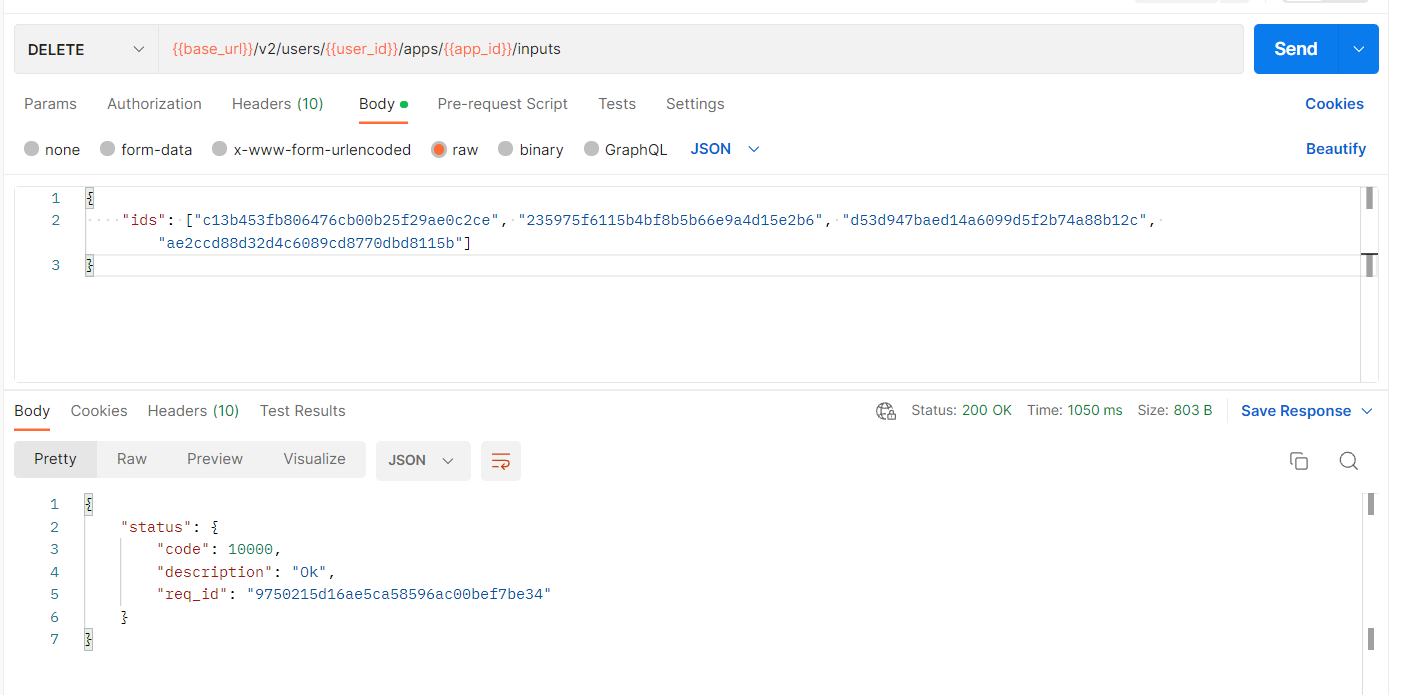 DELETE {{base_url}}/v2/users/{{user_id}}/apps/{{app_id}}/inputs Send
Params Authorization Headers (10) Body Pre-request Script Tests Settings Cookies
none form-data x-www-form-urlencoded raw binary GraphQL JSON Beautify
1 {
2 "ids": ["c13b453fb806476cb00b25f29ae0c2ce", "235975f6115b4bf8b5b66e9a4d15e2b6", "d53d947baed14a6099d5f2b74a88b12c",
"ae2ccd88d32d4c6089cd8770dbd8115b"]
3 }
Body Cookies Headers (10) Test Results Status: 200 OK Time: 1050 ms Size: 803 B Save Response
Pretty Raw Preview Visualize JSON
1 {
2 "status": {
3 "code": 10000,
4 "description": "Ok",
5 "req_id": "9750215d16ae5ca58596ac00bef7be34"
6 }
7 }